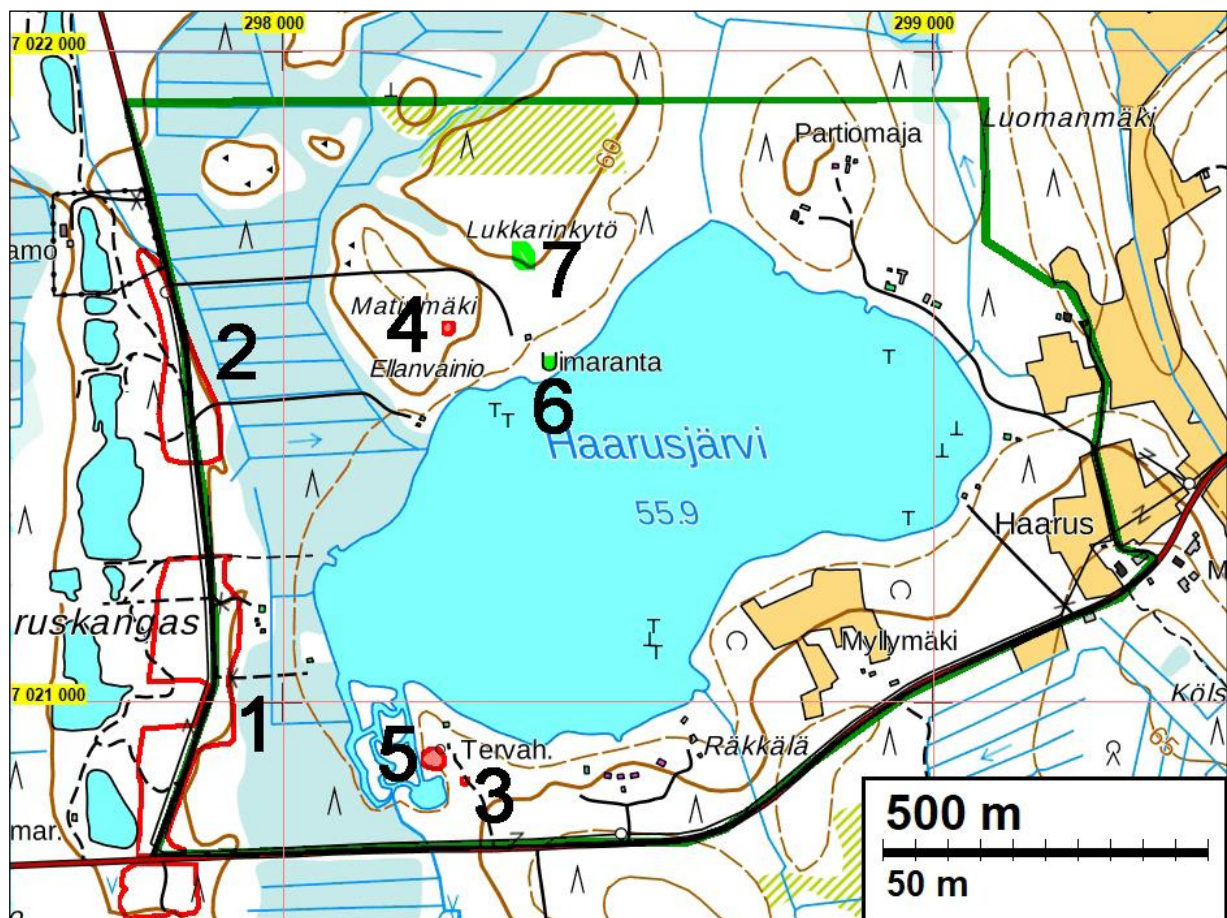 298 000
299 000
7 022 000
Luomanmäki
Partiomaja
60
Lukkarinkytö
7
amo
Matinmäki
4
2
Ellanvainio
Uimaranta
6
Haarusjärvi
55.9
Haarus
M
ruskangas
Myllymäki
7 021 000
Köls
1
5
Tervah.
Räkkälä
65
3
mar.
500 m
50 m